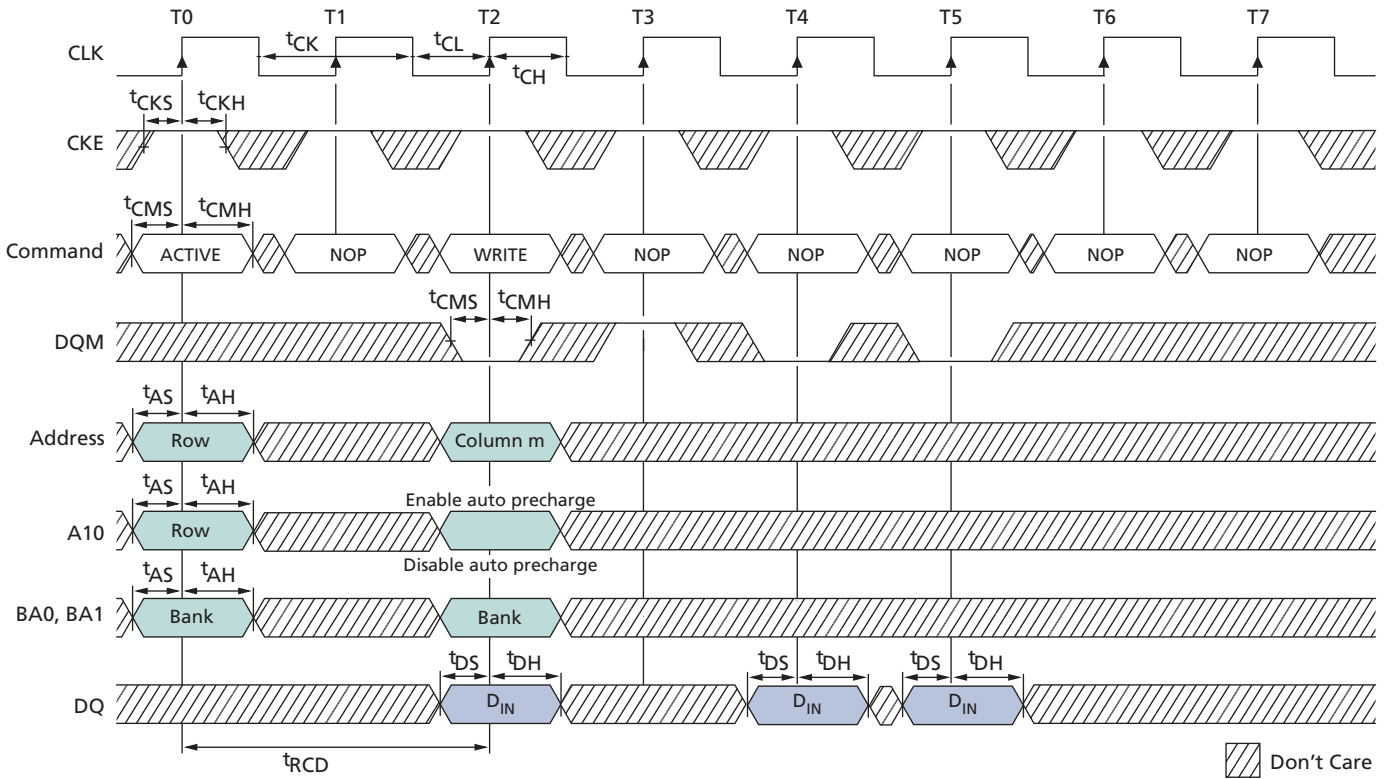 T0 T1 T2 T3 T4 T5 T6 T7
CLK
tCK tCL
tCH
tCKS tCKH
CKE
tCMS tCMH
Command ACTIVE NOP WRITE NOP NOP NOP NOP NOP
tCMS tCMH
DQM
tAS tAH
Address Row Column m
tAS tAH
Enable auto precharge
A10 Row
Disable auto precharge
tAS tAH
BA0, BA1 Bank Bank
tDS tDH tDS tDH tDS tDH
DQ DIN DIN DIN
tRCD
Don't Care